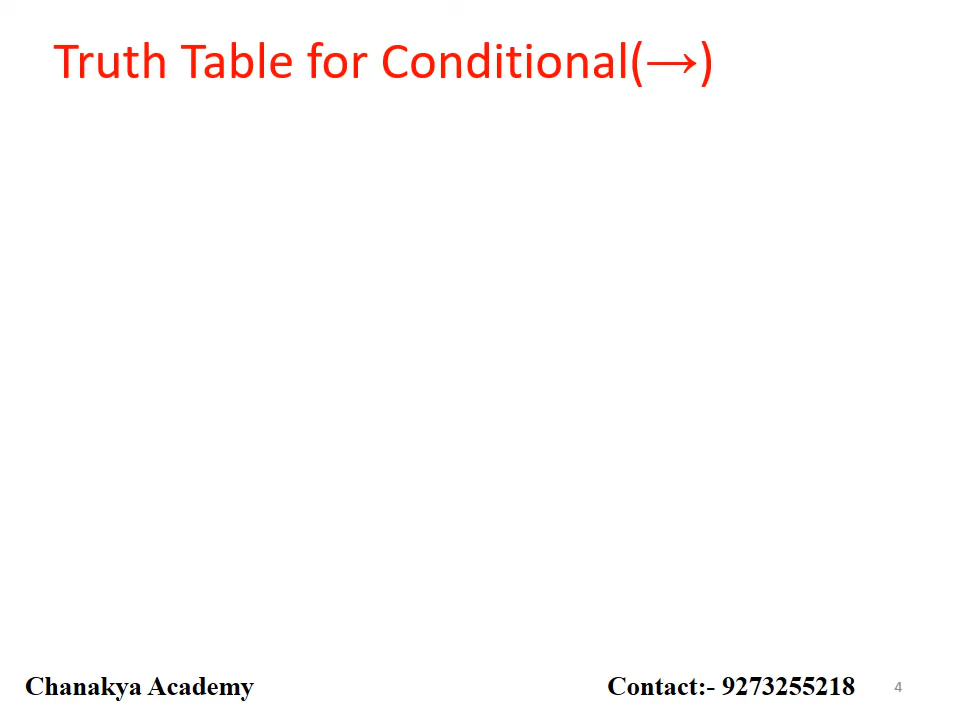 Truth Table for Conditional(→)
Chanakya Academy
Contact:- 9273255218
4